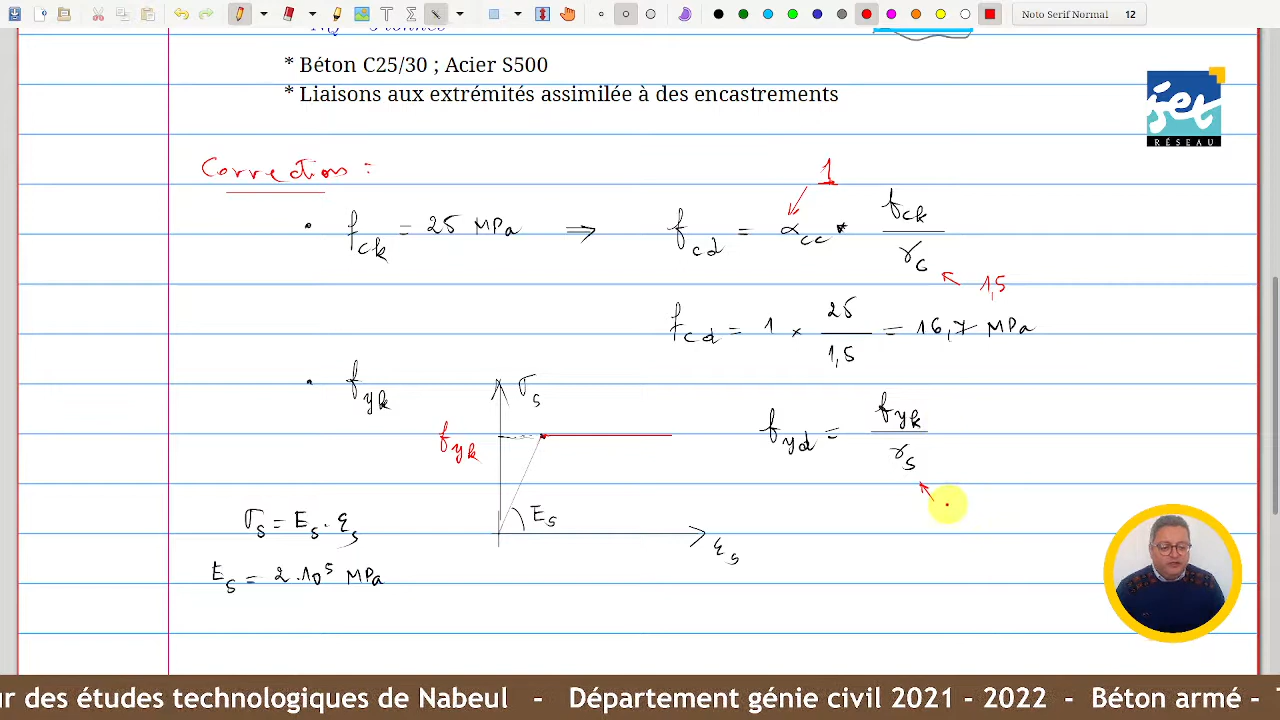 Noto Serif Normal 12
* Béton C25/30 ; Acier S500
* Liaisons aux extrémités assimilée à des encastrements
iset
RÉSEAU
Correction :
1
• fck = 25 MPa ⇒ fcd = αcc * fck / γc
1,5
fcd = 1 × 25 / 1,5 = 16,7 MPa
• fyk
σs
fyk
fyd = fyk / γs
Es
σs = Es . εs
εs
Es = 2.10⁵ MPa
ur des études technologiques de Nabeul - Département génie civil 2021 - 2022 - Béton armé -